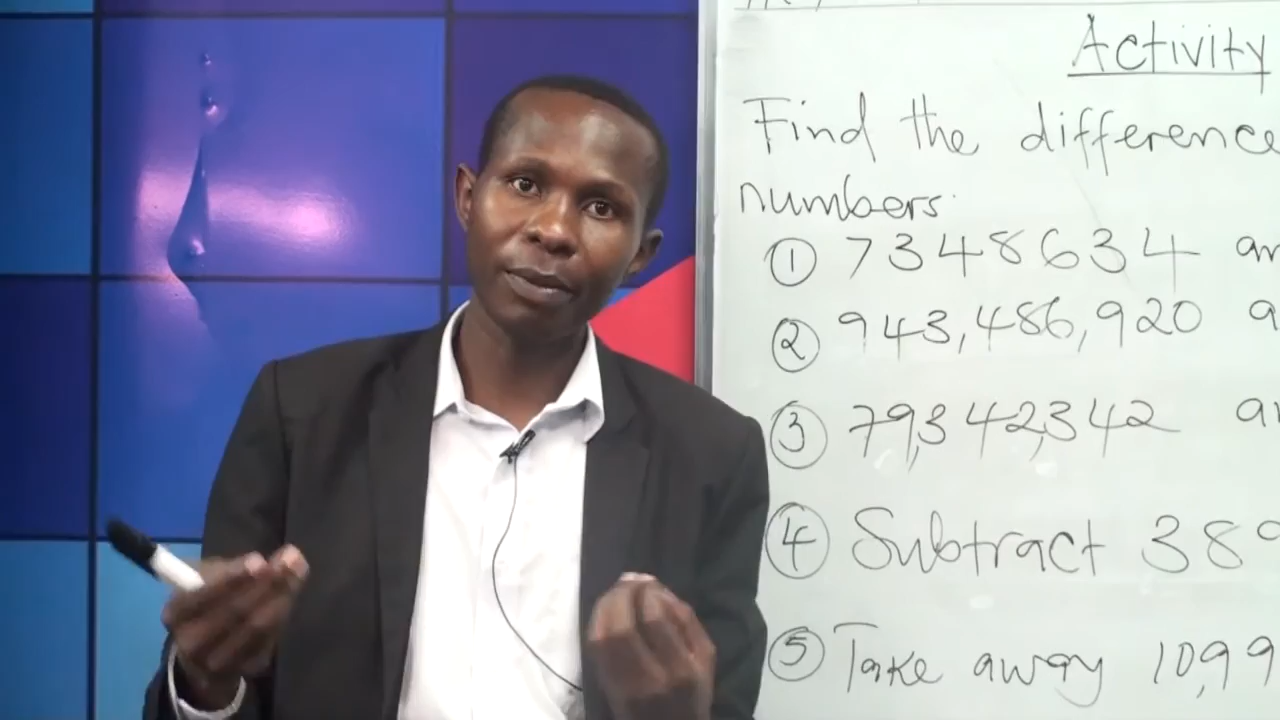 Activity
Find the difference
numbers.
① 7348634
② 943,486,920
③ 79,342,342
④ Subtract 38
⑤ Take away 10,99